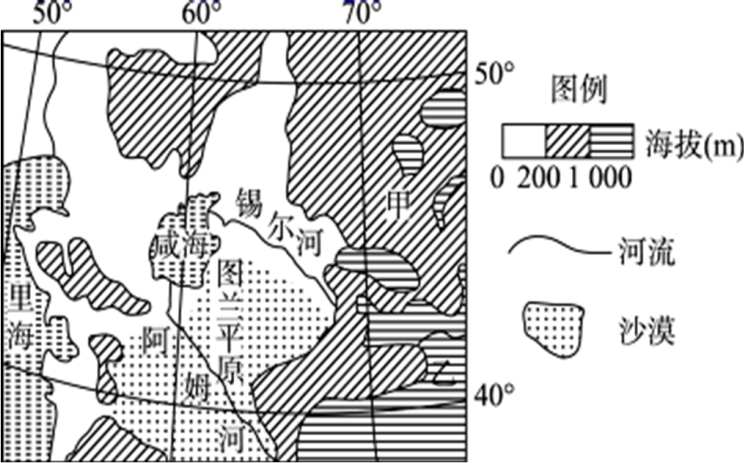 50° 60° 70°
50°
40°
图例
海拔(m)
0 200 1 000
河流
沙漠
甲
锡尔河
咸海
图兰平原
里海
阿姆河
乙